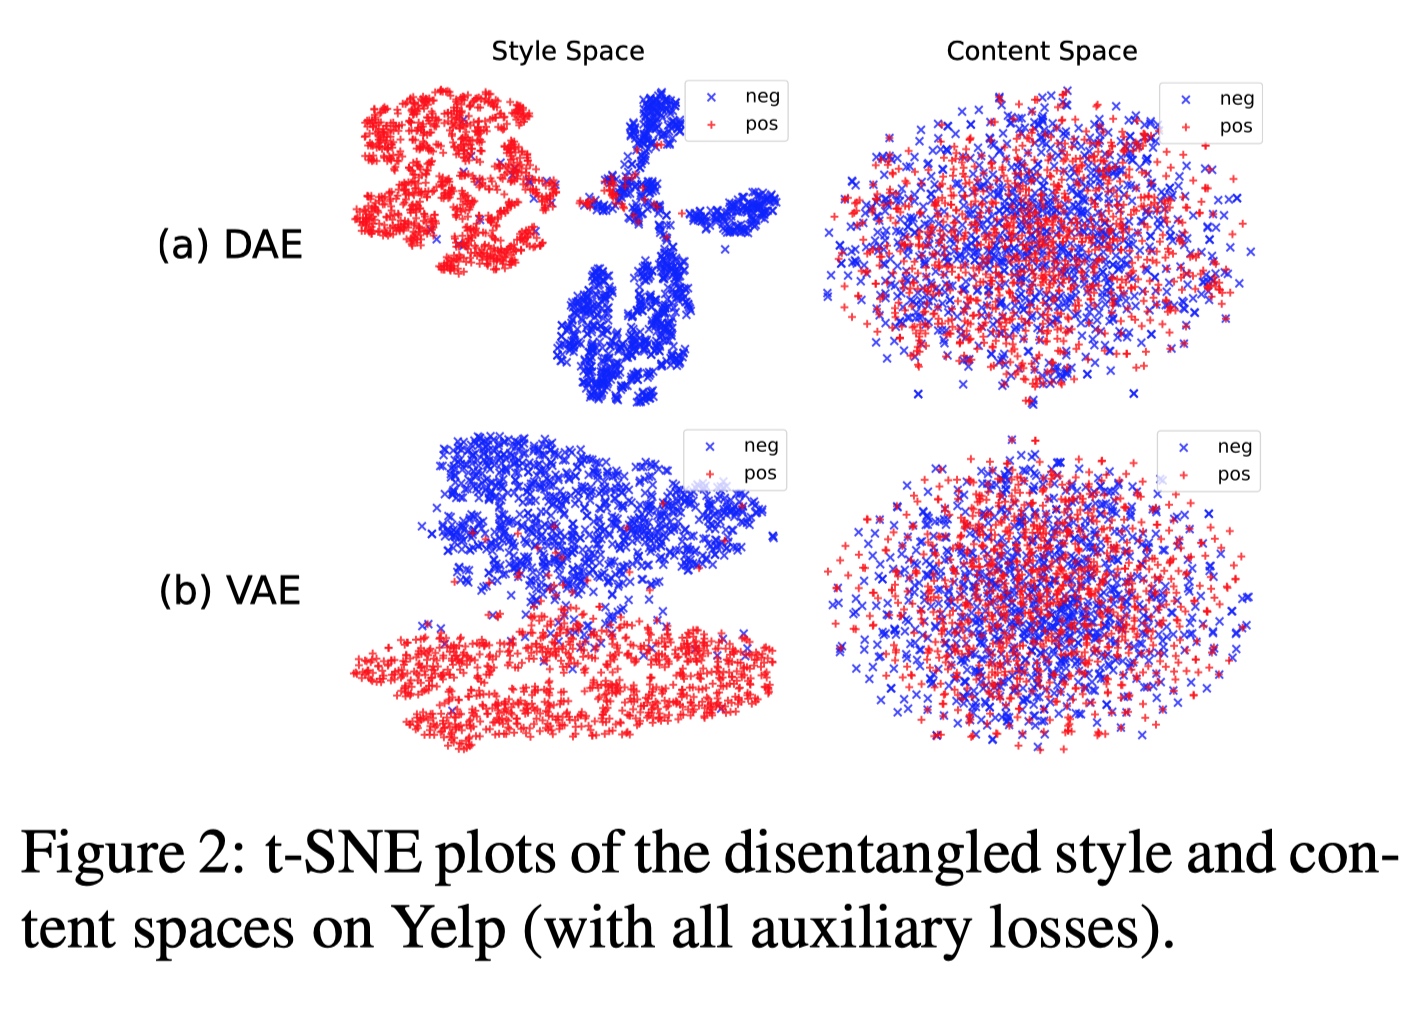 Style Space
Content Space
neg
pos
neg
pos
(a) DAE
neg
pos
neg
pos
(b) VAE
Figure 2: t-SNE plots of the disentangled style and con-
tent spaces on Yelp (with all auxiliary losses).